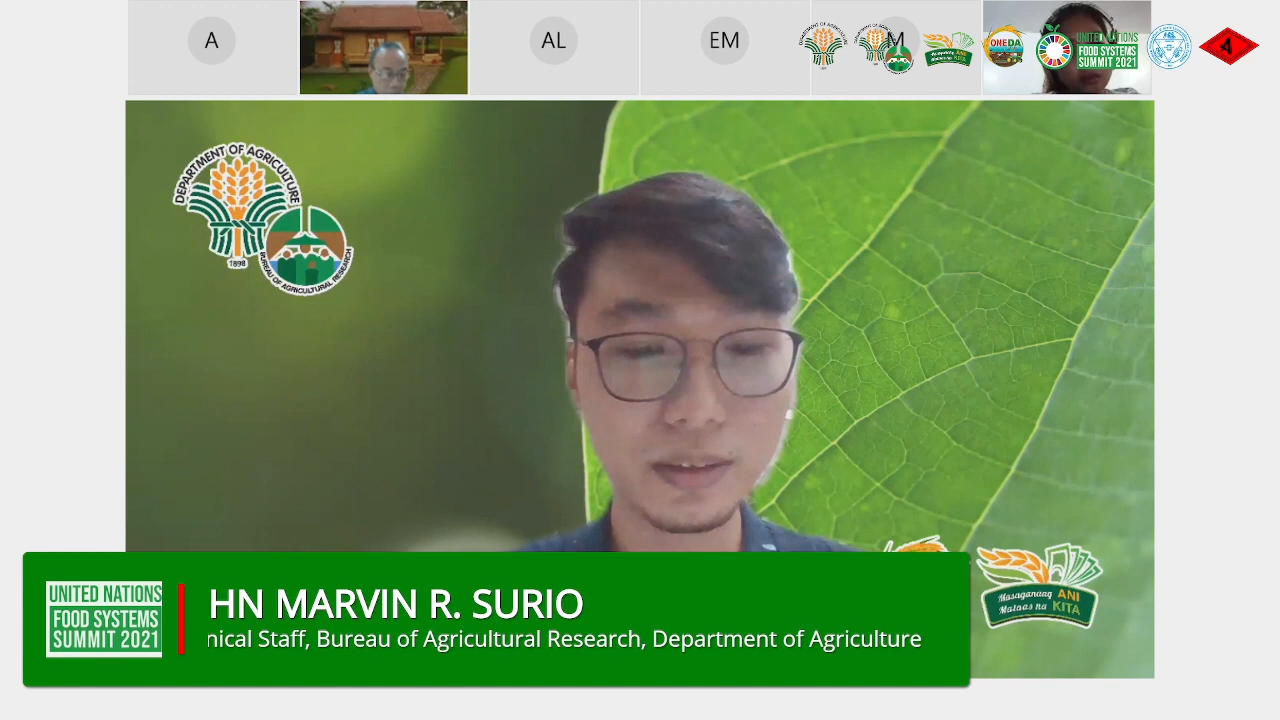 A
AL
EM
M
ONEDA
UNITED NATIONS
FOOD SYSTEMS
SUMMIT 2021
DEPARTMENT OF AGRICULTURE
1898
BUREAU OF AGRICULTURAL RESEARCH
Masaganang ANI
Mataas na KITA
UNITED NATIONS
FOOD SYSTEMS
SUMMIT 2021
HN MARVIN R. SURIO
nical Staff, Bureau of Agricultural Research, Department of Agriculture